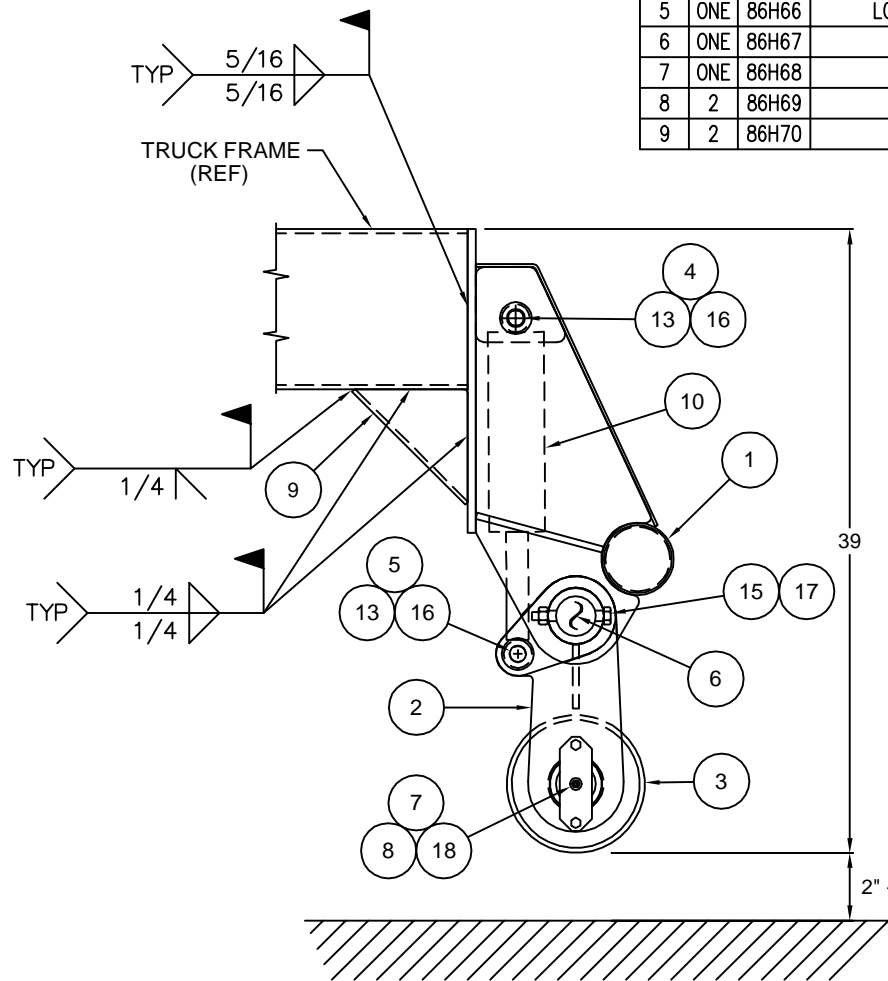 5 ONE 86H66 LO
6 ONE 86H67
7 ONE 86H68
8 2 86H69
9 2 86H70
TYP 5/16
5/16
TRUCK FRAME
(REF)
4
13 16
10
1
TYP 1/4
9
39
5
13 16
15 17
TYP 1/4
1/4
6
3
7
8 18
2
2"